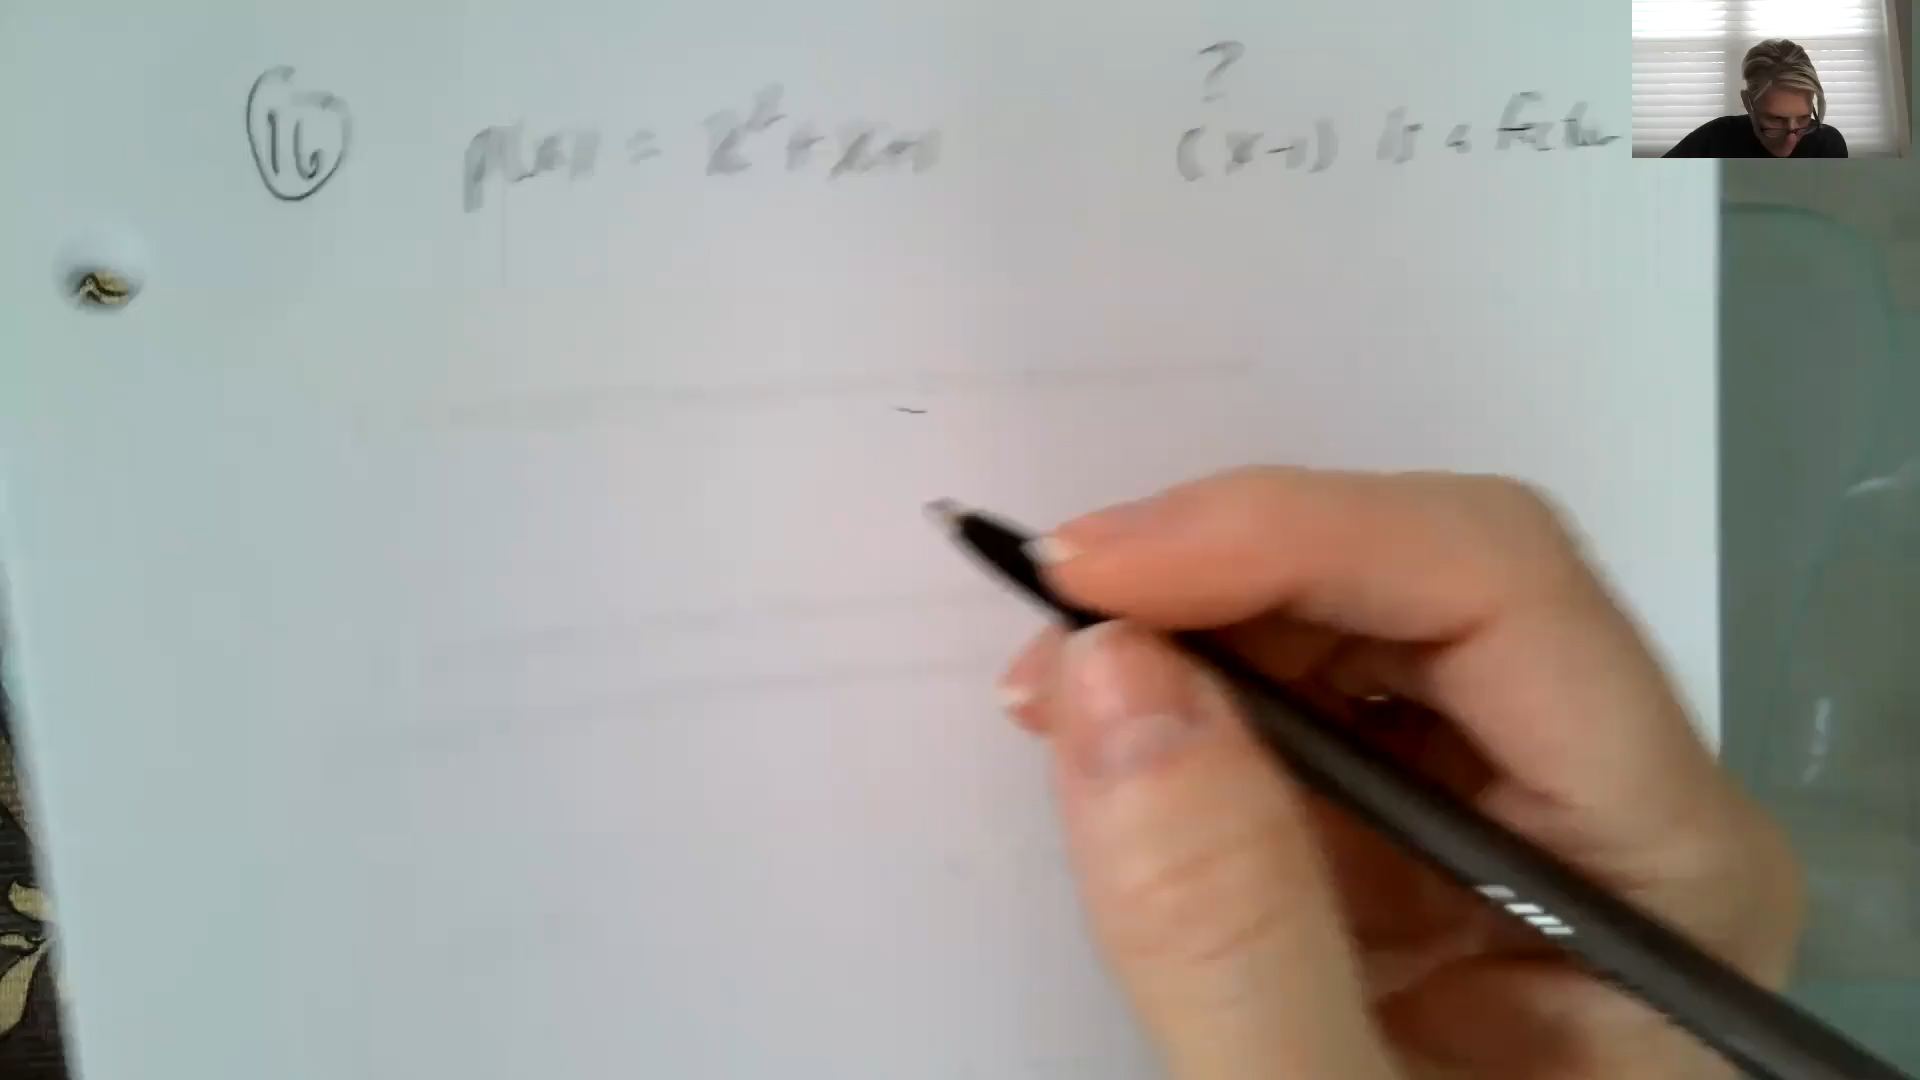 ⑯ p(x) = x² + x + 1 ? (x-1) is a factor